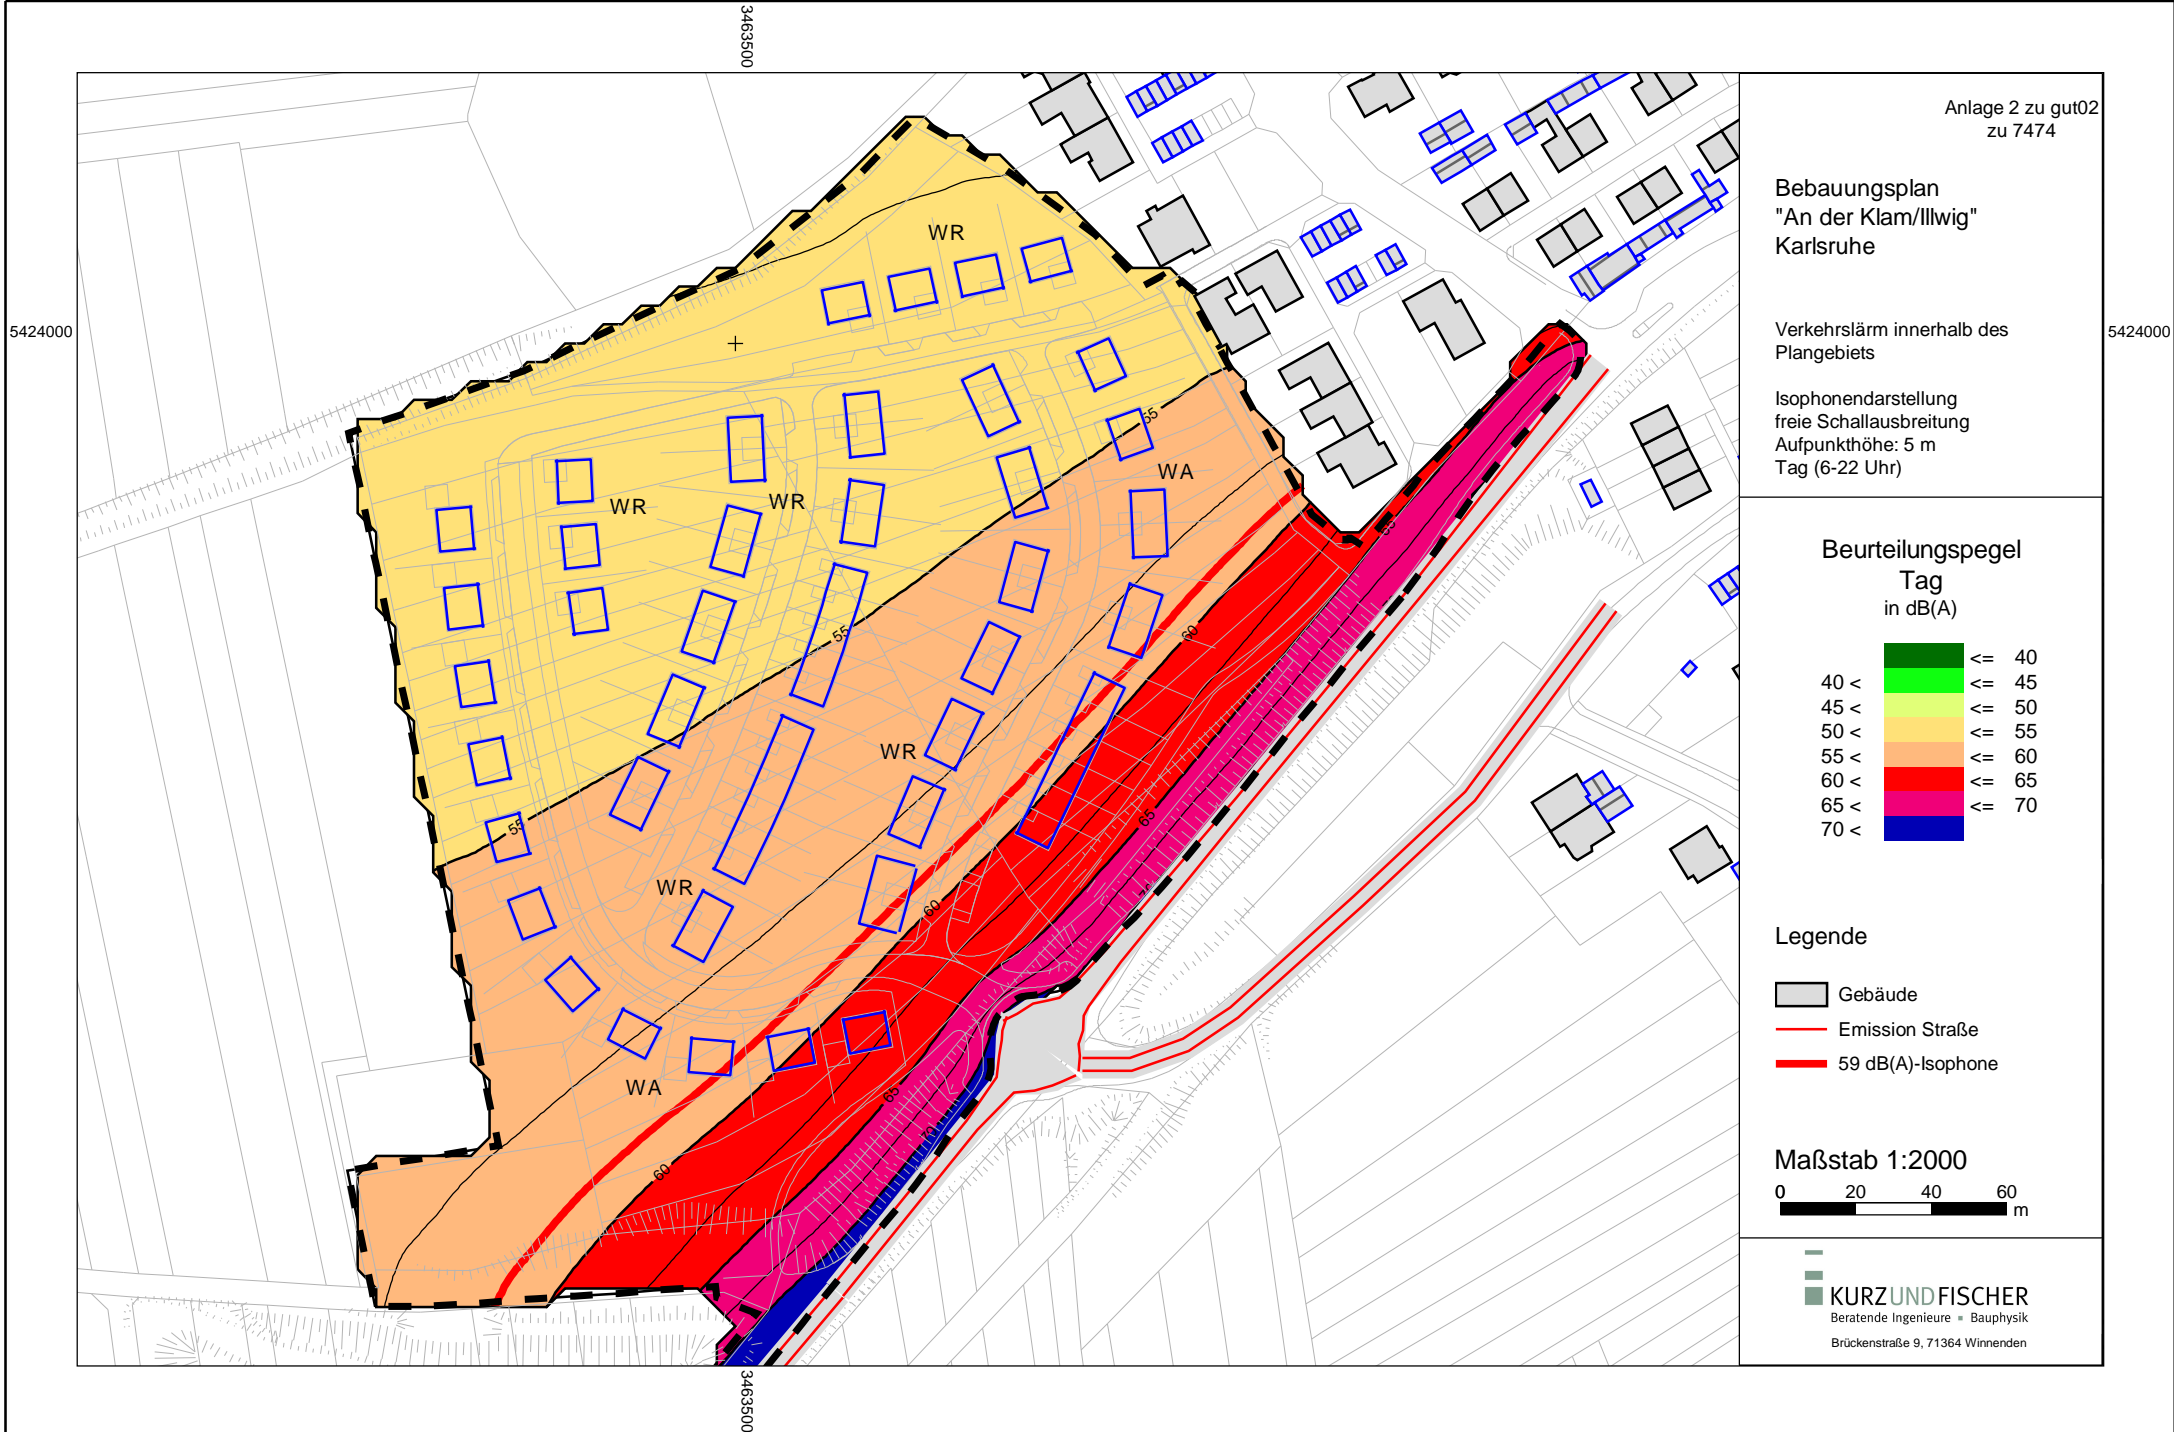 3463500
Anlage 2 zu gut02
zu 7474
Bebauungsplan
"An der Klam/Illwig"
Karlsruhe
5424000
5424000
Verkehrslärm innerhalb des
Plangebiets
Isophonendarstellung
freie Schallausbreitung
Aufpunkthöhe: 5 m
Tag (6-22 Uhr)
WR
55
WA
WR
WR
65
55
60
WR
65
55
WR
60
WA
65
70
60
Beurteilungspegel
Tag
in dB(A)
<= 40
40 < <= 45
45 < <= 50
50 < <= 55
55 < <= 60
60 < <= 65
65 < <= 70
70 <
Legende
Gebäude
Emission Straße
59 dB(A)-Isophone
Maßstab 1:2000
0 20 40 60
m
KURZUNDFISCHER
Beratende Ingenieure ▪ Bauphysik
Brückenstraße 9, 71364 Winnenden
3463500